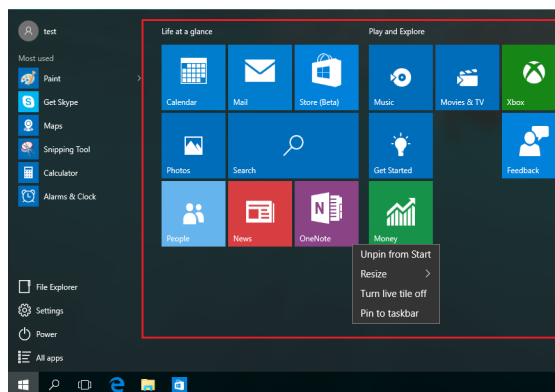 test
Most used
Paint
Get Skype
Maps
Snipping Tool
Calculator
Alarms & Clock
File Explorer
Settings
Power
All apps
Life at a glance
Calendar
Mail
Store (Beta)
Photos
Search
People
News
OneNote
Play and Explore
Music
Movies & TV
Xbox
Get Started
Feedback
Money
Unpin from Start
Resize
Turn live tile off
Pin to taskbar